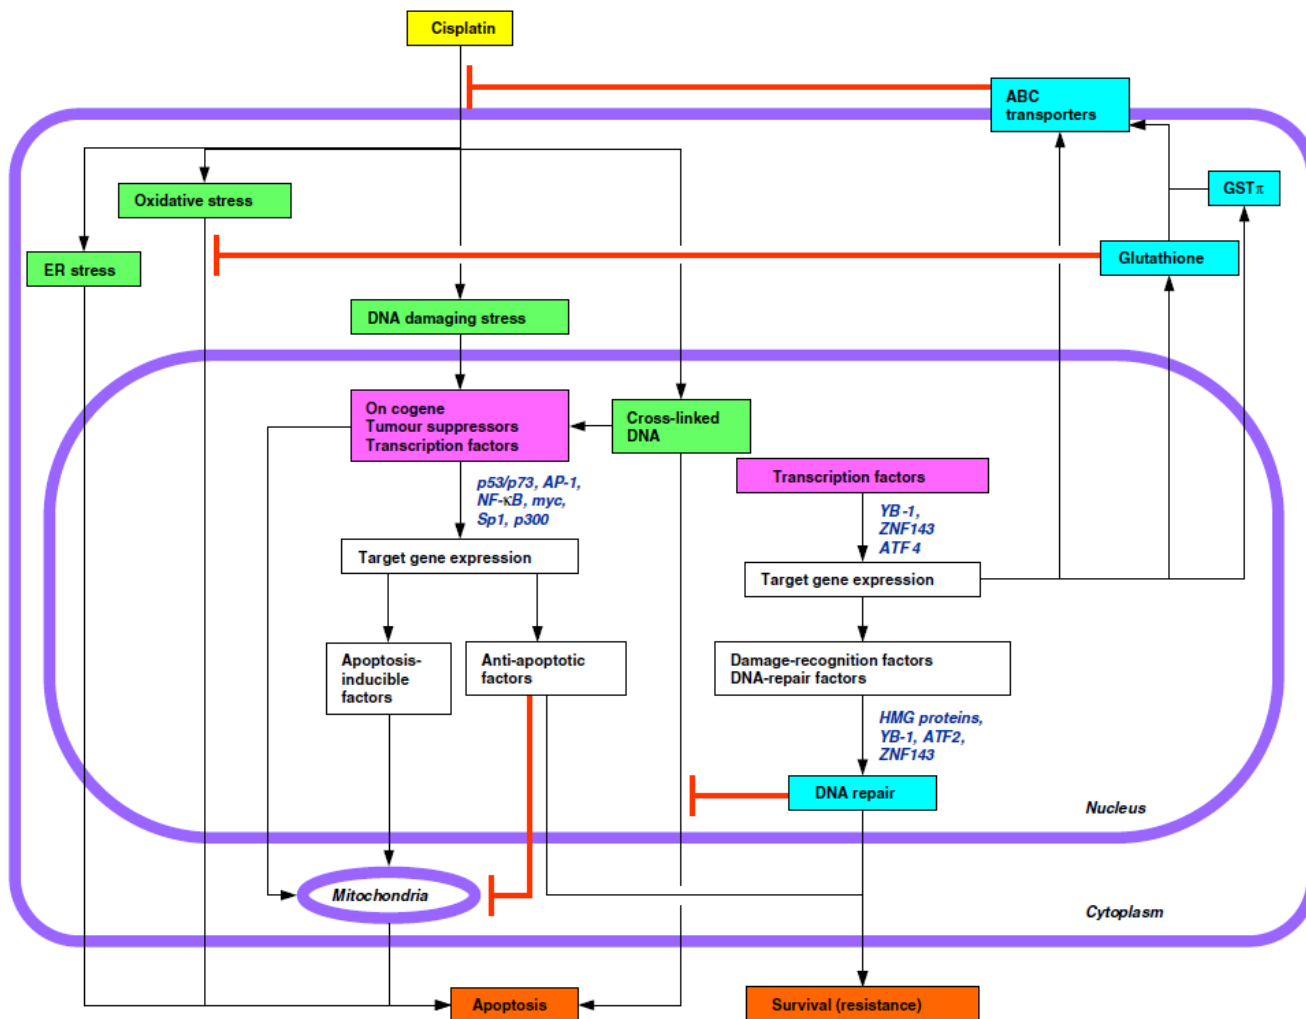 Cisplatin
ABC
transporters
Oxidative stress
GSTπ
ER stress
Glutathione
DNA damaging stress
On cogene
Tumour suppressors
Transcription factors
Cross-linked
DNA
p53/p73, AP-1,
NF-κB, myc,
Sp1, p300
Transcription factors
YB-1,
ZNF143
ATF4
Target gene expression
Target gene expression
Apoptosis-
inducible
factors
Anti-apoptotic
factors
Damage-recognition factors
DNA-repair factors
HMG proteins,
YB-1, ATF2,
ZNF143
DNA repair
Nucleus
Mitochondria
Cytoplasm
Apoptosis
Survival (resistance)